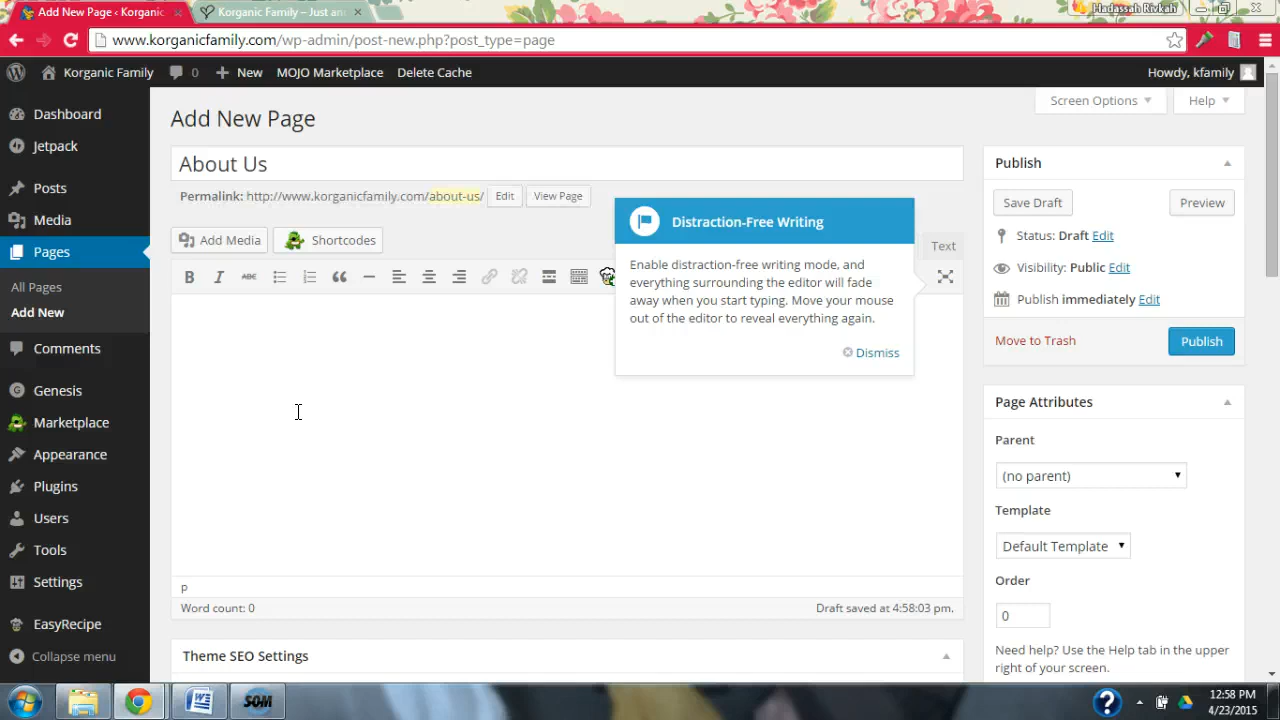 Add New Page ‹ Korganic
Korganic Family – Just an
Hadassah Rivkah
www.korganicfamily.com/wp-admin/post-new.php?post_type=page
Korganic Family 0 New MOJO Marketplace Delete Cache Howdy, kfamily
Screen Options Help
Dashboard
Jetpack
Posts
Media
Pages
All Pages
Add New
Comments
Genesis
Marketplace
Appearance
Plugins
Users
Tools
Settings
EasyRecipe
Collapse menu
Add New Page
About Us
Permalink: http://www.korganicfamily.com/about-us/ Edit View Page
Add Media Shortcodes
Text
B I ABC
Distraction-Free Writing
Enable distraction-free writing mode, and
everything surrounding the editor will fade
away when you start typing. Move your mouse
out of the editor to reveal everything again.
Dismiss
p
Word count: 0 Draft saved at 4:58:03 pm.
Theme SEO Settings
Publish
Save Draft Preview
Status: Draft Edit
Visibility: Public Edit
Publish immediately Edit
Move to Trash Publish
Page Attributes
Parent
(no parent)
Template
Default Template
Order
0
Need help? Use the Help tab in the upper
right of your screen.
SOM
12:58 PM
4/23/2015